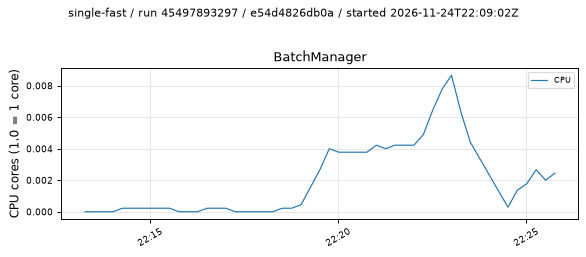 single-fast / run 45497893297 / e54d4826db0a / started 2026-11-24T22:09:02Z
BatchManager
CPU
CPU cores (1.0 = 1 core)
0.008
0.006
0.004
0.002
0.000
22:15
22:20
22:25